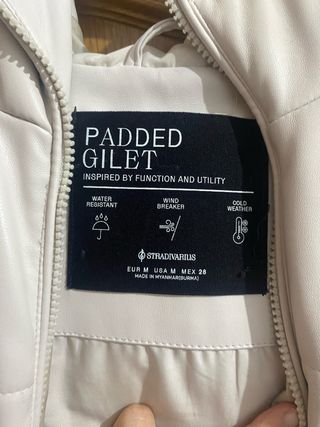 PADDED
GILET
INSPIRED BY FUNCTION AND UTILITY
WATER
RESISTANT
WIND
BREAKER
COLD
WEATHER
STRADIVARIUS
EUR M USA M MEX 28
MADE IN MYANMAR(BURMA)